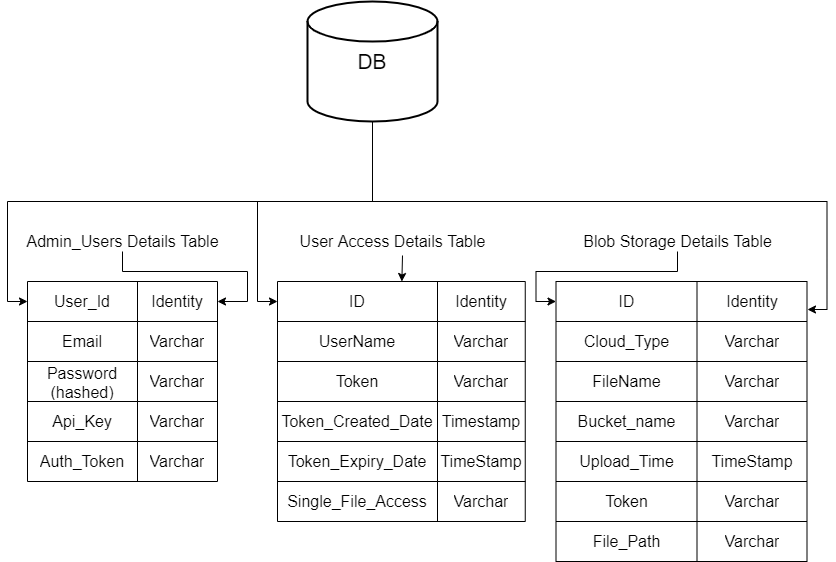 DB
Admin_Users Details Table
User_Id Identity
Email Varchar
Password
(hashed) Varchar
Api_Key Varchar
Auth_Token Varchar
User Access Details Table
ID Identity
UserName Varchar
Token Varchar
Token_Created_Date Timestamp
Token_Expiry_Date TimeStamp
Single_File_Access Varchar
Blob Storage Details Table
ID Identity
Cloud_Type Varchar
FileName Varchar
Bucket_name Varchar
Upload_Time TimeStamp
Token Varchar
File_Path Varchar